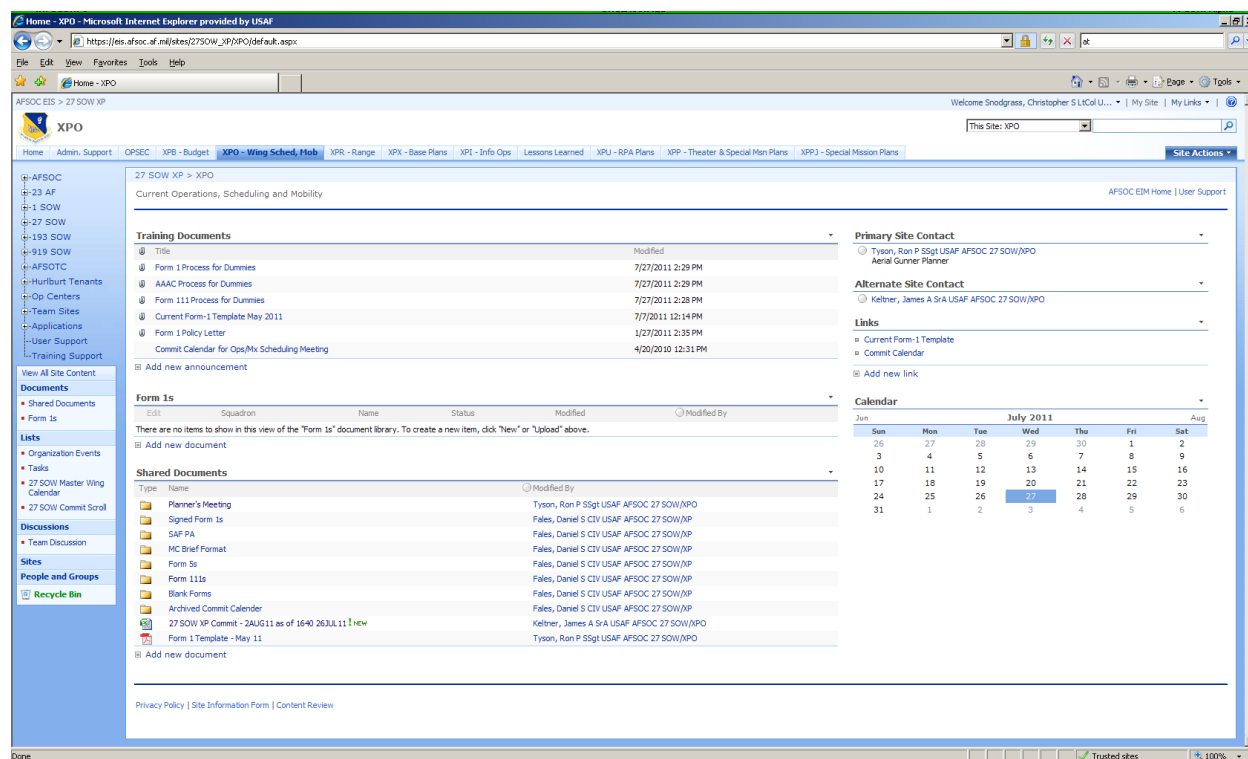 Home - XPO - Microsoft Internet Explorer provided by USAF
https://eis.afsoc.af.mil/sites/27SOW_XP/XPO/default.aspx
at
File Edit View Favorites Tools Help
Home - XPO
Page Tools
AFSOC EIS > 27 SOW XP
Welcome Snodgrass, Christopher S LtCol U... | My Site | My Links |
XPO
This Site: XPO
Home Admin. Support OPSEC XPB - Budget XPO - Wing Sched, Mob XPR - Range XPX - Base Plans XPI - Info Ops Lessons Learned XPU - RPA Plans XPP - Theater & Special Msn Plans XPPJ - Special Mission Plans
Site Actions
AFSOC
23 AF
1 SOW
27 SOW
193 SOW
919 SOW
AFSOTC
Hurlburt Tenants
Op Centers
Team Sites
Applications
User Support
Training Support
View All Site Content
Documents
Shared Documents
Form 1s
Lists
Organization Events
Tasks
27 SOW Master Wing
Calendar
27 SOW Commit Scroll
Discussions
Team Discussion
Sites
People and Groups
Recycle Bin
27 SOW XP > XPO
Current Operations, Scheduling and Mobility
AFSOC EIM Home | User Support
Training Documents
Title Modified
Form 1 Process for Dummies 7/27/2011 2:29 PM
AAAC Process for Dummies 7/27/2011 2:29 PM
Form 111 Process for Dummies 7/27/2011 2:28 PM
Current Form-1 Template May 2011 7/7/2011 12:14 PM
Form 1 Policy Letter 1/27/2011 2:35 PM
Commit Calendar for Ops/Mx Scheduling Meeting 4/20/2010 12:31 PM
Add new announcement
Form 1s
Edit Squadron Name Status Modified Modified By
There are no items to show in this view of the "Form 1s" document library. To create a new item, click "New" or "Upload" above.
Add new document
Shared Documents
Type Name Modified By
Planner's Meeting Tyson, Ron P SSgt USAF AFSOC 27 SOW/XPO
Signed Form 1s Fales, Daniel S CIV USAF AFSOC 27 SOW/XP
SAF PA Fales, Daniel S CIV USAF AFSOC 27 SOW/XP
MC Brief Format Fales, Daniel S CIV USAF AFSOC 27 SOW/XP
Form 5s Fales, Daniel S CIV USAF AFSOC 27 SOW/XP
Form 111s Fales, Daniel S CIV USAF AFSOC 27 SOW/XP
Blank Forms Fales, Daniel S CIV USAF AFSOC 27 SOW/XP
Archived Commit Calender Fales, Daniel S CIV USAF AFSOC 27 SOW/XP
27 SOW XP Commit - 2AUG11 as of 1640 26JUL11 ! NEW Keltner, James A SrA USAF AFSOC 27 SOW/XPO
Form 1 Template - May 11 Tyson, Ron P SSgt USAF AFSOC 27 SOW/XPO
Add new document
Privacy Policy | Site Information Form | Content Review
Primary Site Contact
Tyson, Ron P SSgt USAF AFSOC 27 SOW/XPO
Aerial Gunner Planner
Alternate Site Contact
Keltner, James A SrA USAF AFSOC 27 SOW/XPO
Links
Current Form-1 Template
Commit Calendar
Add new link
Calendar
Jun July 2011 Aug
Sun Mon Tue Wed Thu Fri Sat
26 27 28 29 30 1 2
3 4 5 6 7 8 9
10 11 12 13 14 15 16
17 18 19 20 21 22 23
24 25 26 27 28 29 30
31 1 2 3 4 5 6
Done
Trusted sites
100%